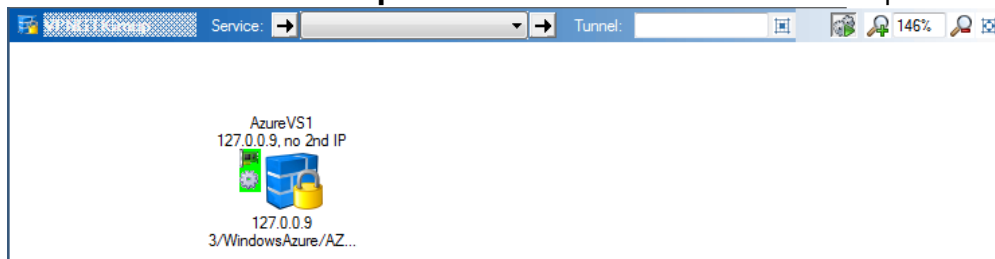 Service:
Tunnel:
146%
AzureVS1
127.0.0.9, no 2nd IP
127.0.0.9
3/WindowsAzure/AZ...